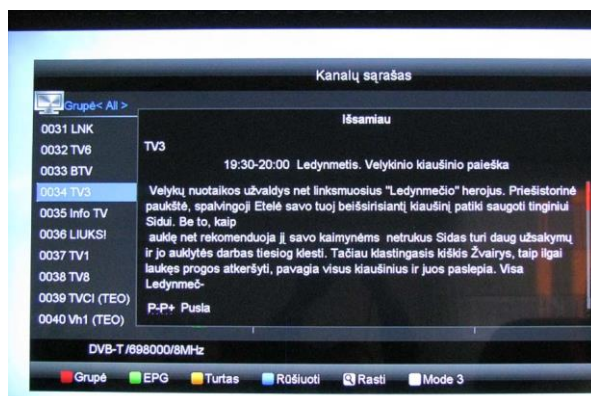 Kanalų sąrašas
Grupė< All >
Išsamiau
0031 LNK
0032 TV6
0033 BTV
0034 TV3
0035 Info TV
0036 LIUKS!
0037 TV1
0038 TV8
0039 TVCI (TEO)
0040 Vh1 (TEO)
TV3
19:30-20:00 Ledynmetis. Velykinio kiaušinio paieška
Velykų nuotaikos užvaldys net linksmuosius "Ledynmečio" herojus. Priešistorinė
paukštė, spalvingoji Etelė savo tuoj beišsirisiantį kiaušinį patiki saugoti tinginiui
Sidui. Be to, kaip
auklę net rekomenduoja jį savo kaimynėms netrukus Sidas turi daug užsakymų
ir jo auklytės darbas tiesiog klesti. Tačiau klastingasis kiškis Žvairys, taip ilgai
laukęs progos atkeršyti, pavagia visus kiaušinius ir juos paslepia. Visa
Ledynmeč-
P-P+ Pusla
DVB-T /698000/8MHz
Grupė EPG Turtas Rūšiuoti Rasti Mode 3